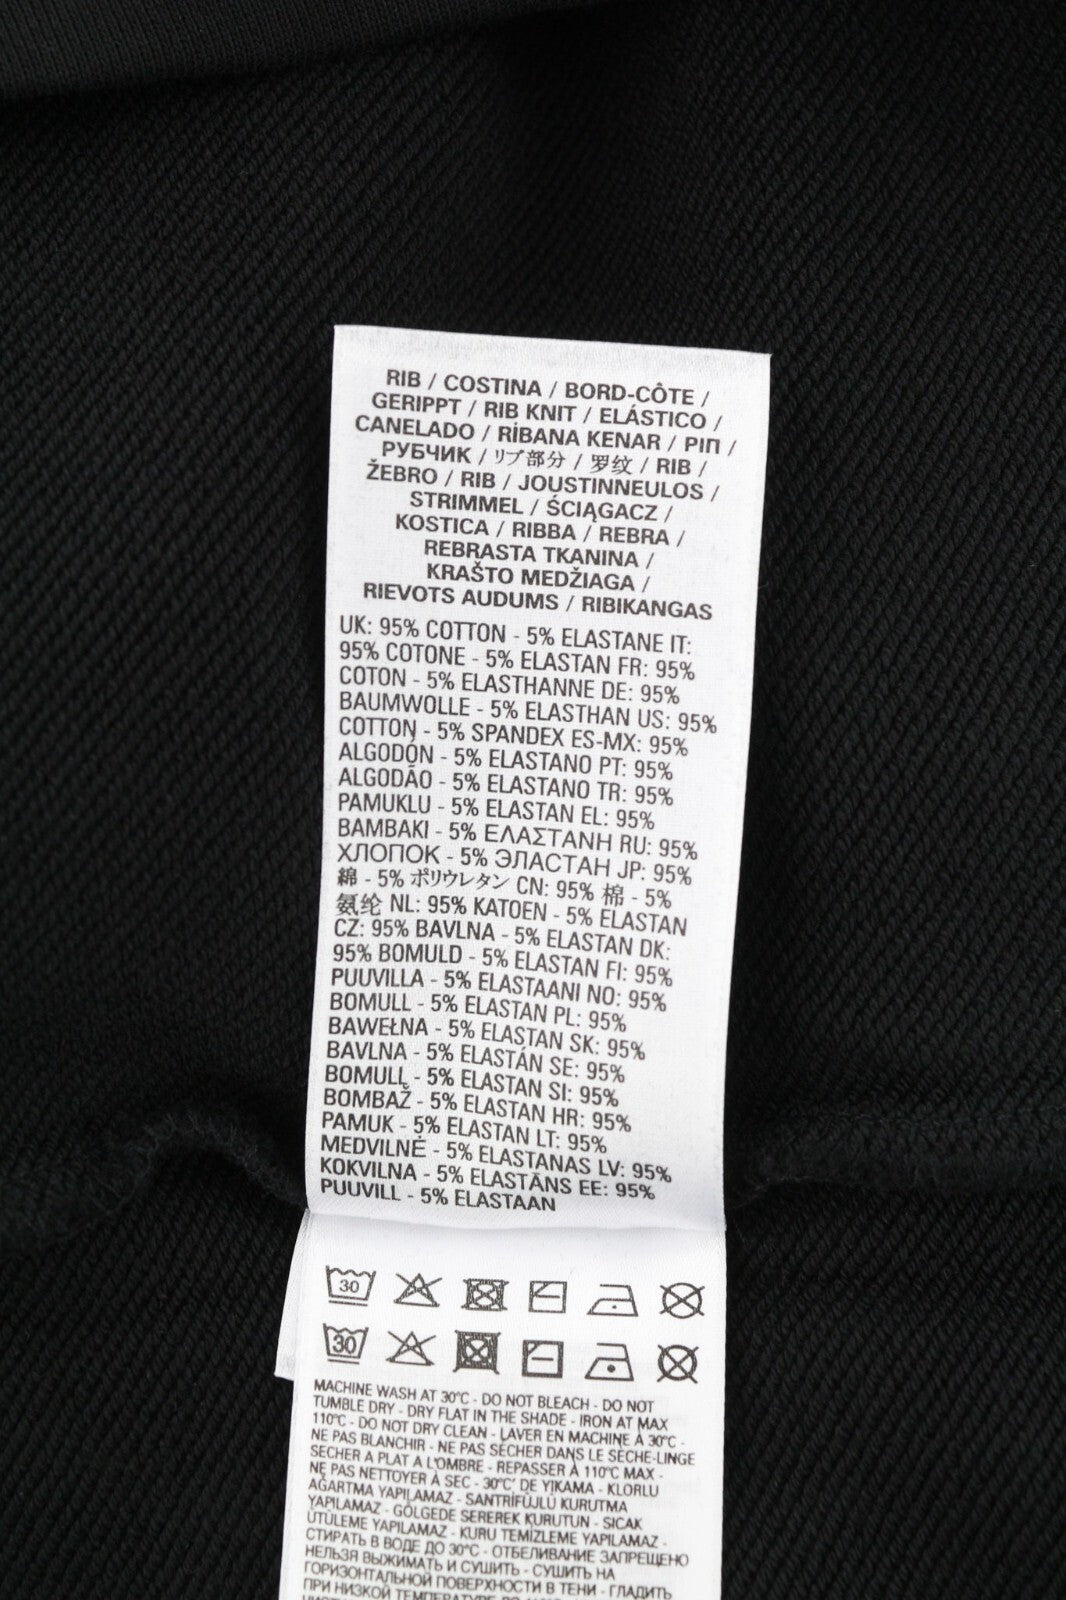 RIB / COSTINA / BORD-CÔTE /
GERIPPT / RIB KNIT / ELÁSTICO /
CANELADO / RİBANA KENAR / ΡΙΠ /
РУБЧИК / リブ部分 / 罗纹 / RIB /
ŽEBRO / RIB / JOUSTINNEULOS /
STRIMMEL / ŚCIĄGACZ /
KOSTICA / RIBBA / REBRA /
REBRASTA TKANINA /
KRAŠTO MEDŽIAGA /
RIEVOTS AUDUMS / RIBIKANGAS
UK: 95% COTTON - 5% ELASTANE IT:
95% COTONE - 5% ELASTAN FR: 95%
COTON - 5% ELASTHANNE DE: 95%
BAUMWOLLE - 5% ELASTHAN US: 95%
COTTON - 5% SPANDEX ES-MX: 95%
ALGODÓN - 5% ELASTANO PT: 95%
ALGODÃO - 5% ELASTANO TR: 95%
PAMUKLU - 5% ELASTAN EL: 95%
ΒΑΜΒΑΚΙ - 5% ΕΛΑΣΤΑΝΗ RU: 95%
ХЛОПОК - 5% ЭЛАСТАН JP: 95%
綿 - 5% ポリウレタン CN: 95% 棉 - 5%
氨纶 NL: 95% KATOEN - 5% ELASTAN
CZ: 95% BAVLNA - 5% ELASTAN DK:
95% BOMULD - 5% ELASTAN FI: 95%
PUUVILLA - 5% ELASTAANI NO: 95%
BOMULL - 5% ELASTAN PL: 95%
BAWEŁNA - 5% ELASTAN SK: 95%
BAVLNA - 5% ELASTÁN SE: 95%
BOMULL - 5% ELASTAN SI: 95%
BOMBAŽ - 5% ELASTAN HR: 95%
PAMUK - 5% ELASTAN LT: 95%
MEDVILNĖ - 5% ELASTANAS LV: 95%
KOKVILNA - 5% ELASTĀNS EE: 95%
PUUVILL - 5% ELASTAAN
30
30
MACHINE WASH AT 30°C - DO NOT BLEACH - DO NOT
TUMBLE DRY - DRY FLAT IN THE SHADE - IRON AT MAX
110°C - DO NOT DRY CLEAN - LAVER EN MACHINE À 30°C -
NE PAS BLANCHIR - NE PAS SÉCHER DANS LE SÈCHE-LINGE
SÉCHER A PLAT A L'OMBRE - REPASSER À 110°C MAX -
NE PAS NETTOYER À SEC - 30°C' DE YIKAMA - KLORLU
AĞARTMA YAPILAMAZ - SANTRİFÜJLÜ KURUTMA
YAPILAMAZ - GÖLGEDE SEREREK KURUTUN - SICAK
ÜTÜLEME YAPILAMAZ - KURU TEMİZLEME YAPILAMAZ -
СТИРАТЬ В ВОДЕ ДО 30°C - ОТБЕЛИВАНИЕ ЗАПРЕЩЕНО
НЕЛЬЗЯ ВЫЖИМАТЬ И СУШИТЬ - СУШИТЬ НА
ГОРИЗОНТАЛЬНОЙ ПОВЕРХНОСТИ В ТЕНИ - ГЛАДИТЬ
ПРИ НИЗКОЙ ТЕМПЕРАТУРЕ